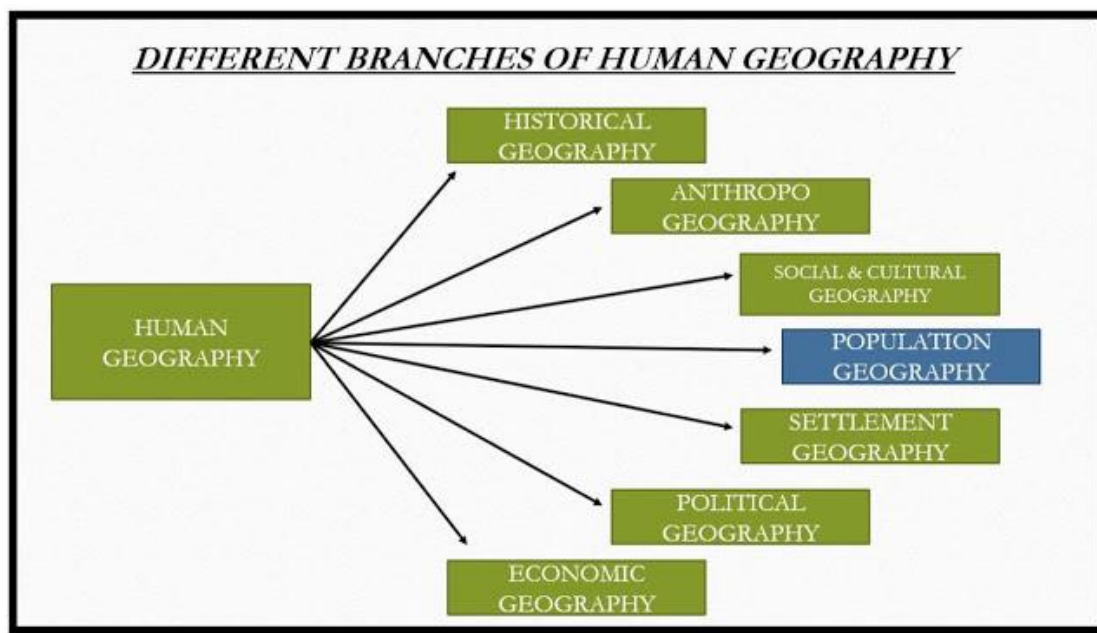 DIFFERENT BRANCHES OF HUMAN GEOGRAPHY
HISTORICAL
GEOGRAPHY
ANTHROPO
GEOGRAPHY
SOCIAL & CULTURAL
GEOGRAPHY
HUMAN
GEOGRAPHY
POPULATION
GEOGRAPHY
SETTLEMENT
GEOGRAPHY
POLITICAL
GEOGRAPHY
ECONOMIC
GEOGRAPHY